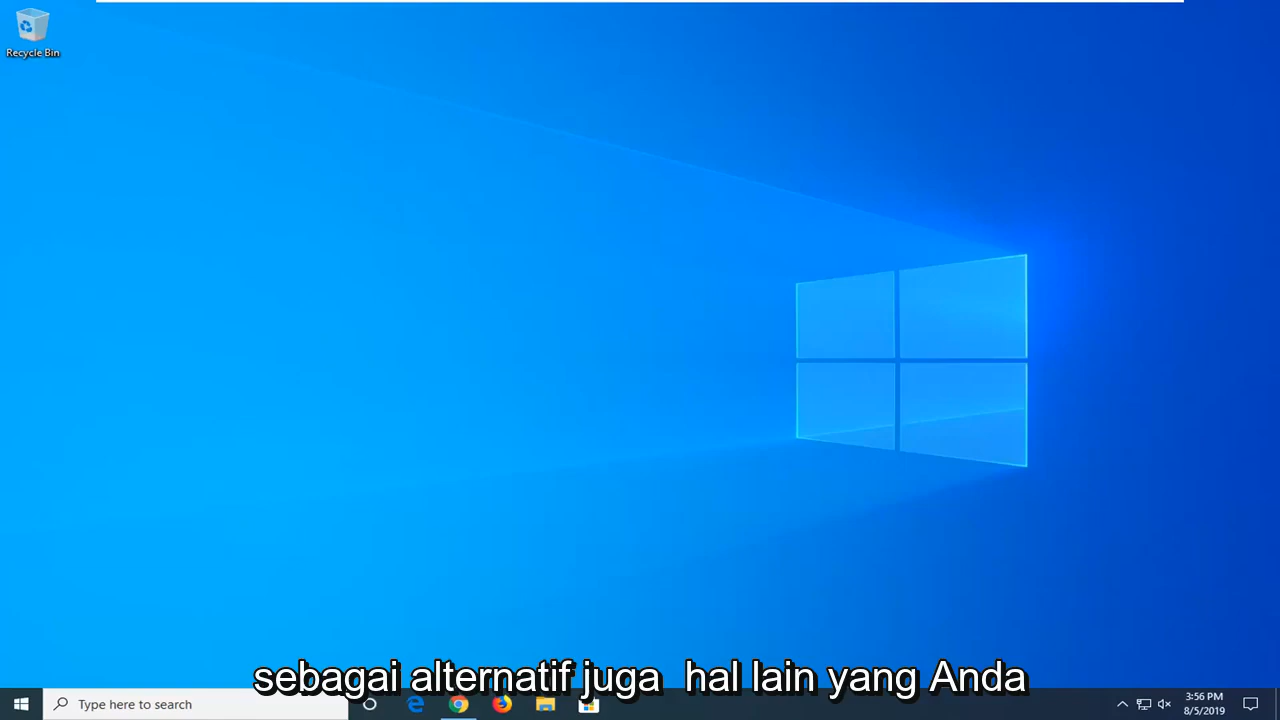 Recycle Bin
sebagai alternatif juga hal lain yang Anda
Type here to search
3:56 PM
8/5/2019